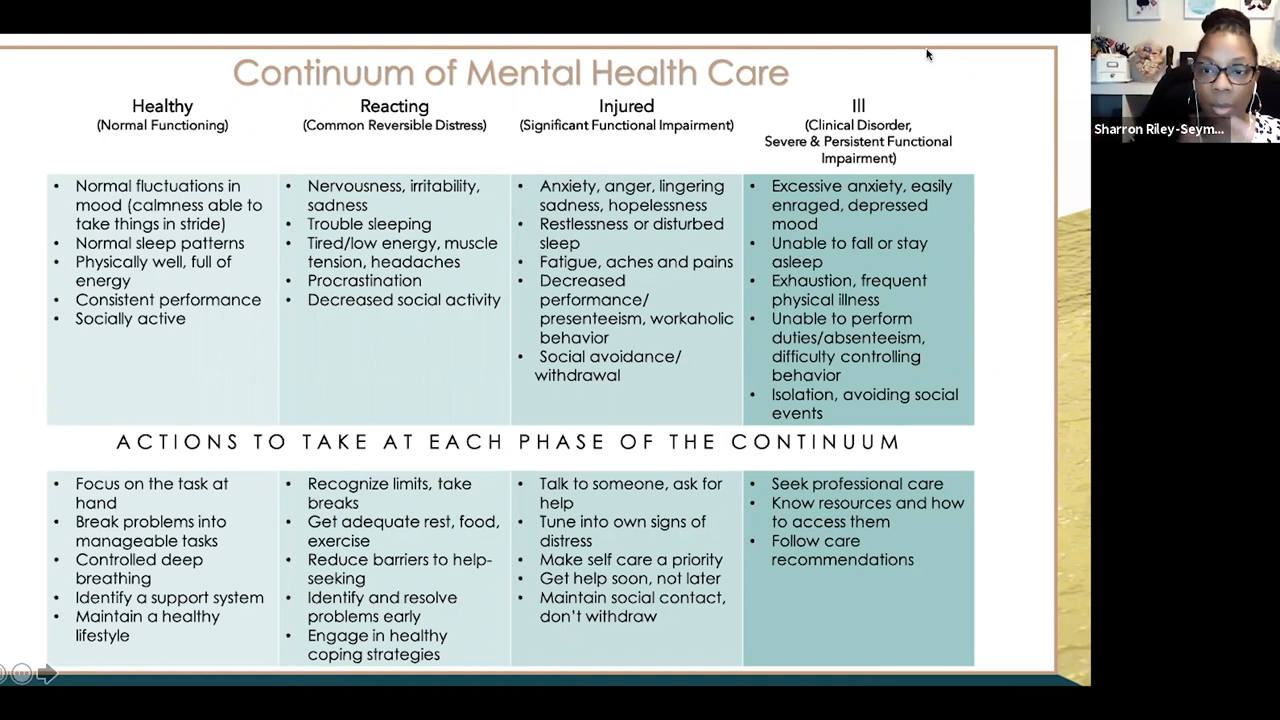 Continuum of Mental Health Care
Healthy
(Normal Functioning)
Reacting
(Common Reversible Distress)
Injured
(Significant Functional Impairment)
Ill
(Clinical Disorder,
Severe & Persistent Functional
Impairment)
• Normal fluctuations in
mood (calmness able to
take things in stride)
• Normal sleep patterns
• Physically well, full of
energy
• Consistent performance
• Socially active
• Nervousness, irritability,
sadness
• Trouble sleeping
• Tired/low energy, muscle
tension, headaches
• Procrastination
• Decreased social activity
• Anxiety, anger, lingering
sadness, hopelessness
• Restlessness or disturbed
sleep
• Fatigue, aches and pains
• Decreased
performance/
presenteeism, workaholic
behavior
• Social avoidance/
withdrawal
• Excessive anxiety, easily
enraged, depressed
mood
• Unable to fall or stay
asleep
• Exhaustion, frequent
physical illness
• Unable to perform
duties/absenteeism,
difficulty controlling
behavior
• Isolation, avoiding social
events
ACTIONS TO TAKE AT EACH PHASE OF THE CONTINUUM
• Focus on the task at
hand
• Break problems into
manageable tasks
• Controlled deep
breathing
• Identify a support system
• Maintain a healthy
lifestyle
• Recognize limits, take
breaks
• Get adequate rest, food,
exercise
• Reduce barriers to help-
seeking
• Identify and resolve
problems early
• Engage in healthy
coping strategies
• Talk to someone, ask for
help
• Tune into own signs of
distress
• Make self care a priority
• Get help soon, not later
• Maintain social contact,
don't withdraw
• Seek professional care
• Know resources and how
to access them
• Follow care
recommendations
Sharron Riley-Seym...